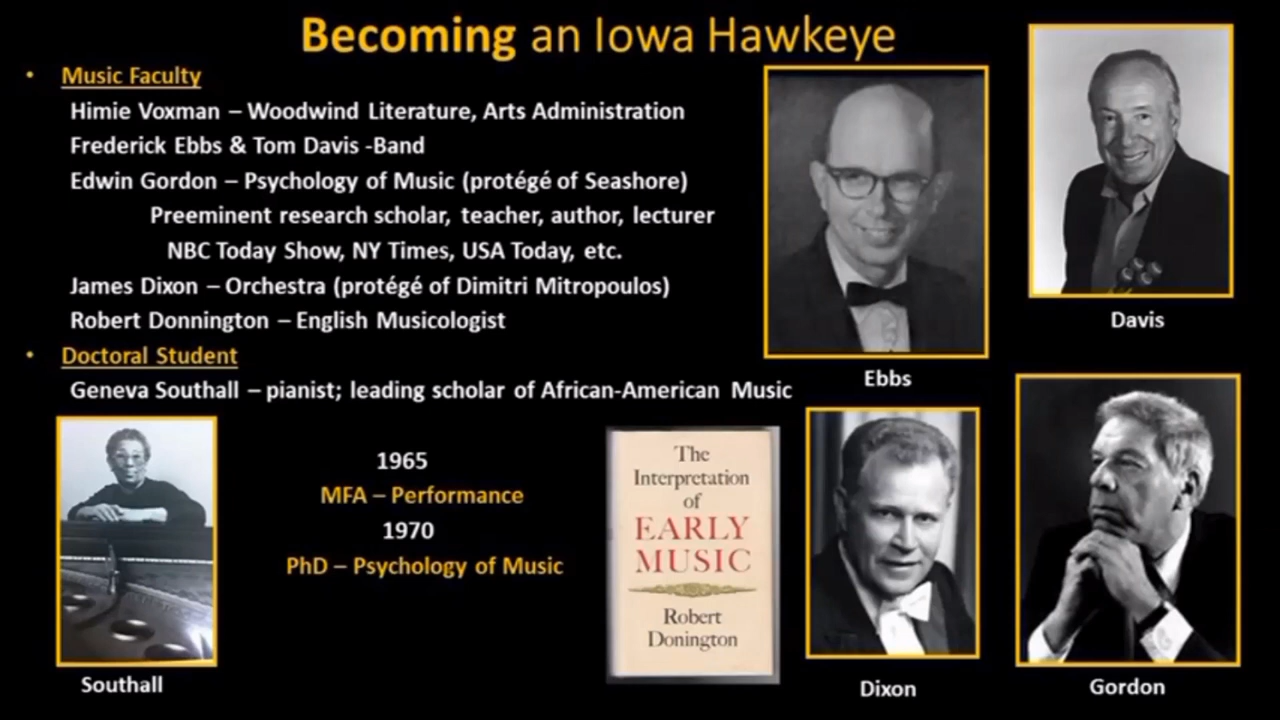 Becoming an Iowa Hawkeye
• Music Faculty
Himie Voxman – Woodwind Literature, Arts Administration
Frederick Ebbs & Tom Davis -Band
Edwin Gordon – Psychology of Music (protégé of Seashore)
Preeminent research scholar, teacher, author, lecturer
NBC Today Show, NY Times, USA Today, etc.
James Dixon – Orchestra (protégé of Dimitri Mitropoulos)
Robert Donnington – English Musicologist
• Doctoral Student
Geneva Southall – pianist; leading scholar of African-American Music
1965
MFA – Performance
1970
PhD – Psychology of Music
Southall
The
Interpretation
of
EARLY
MUSIC
Robert
Donington
Ebbs
Davis
Dixon
Gordon